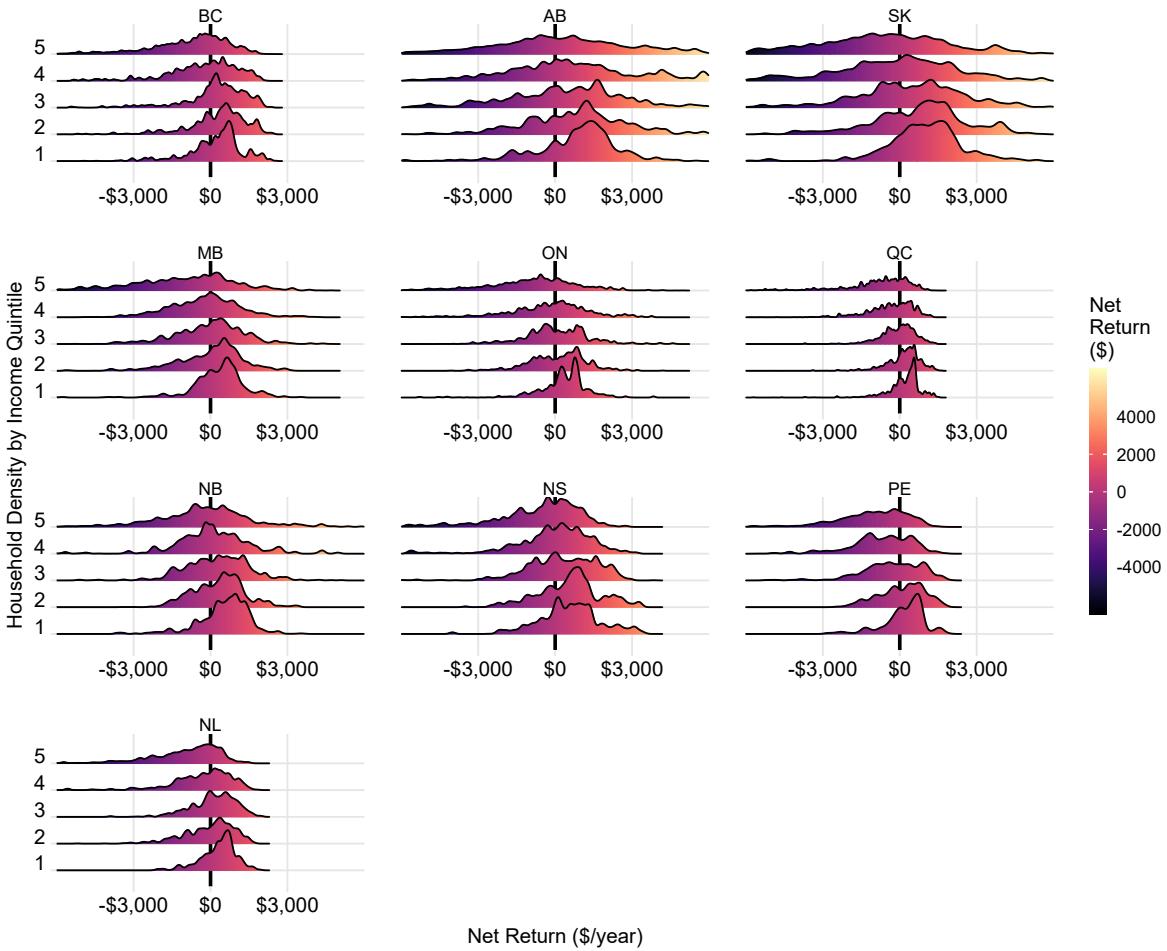 BC
AB
SK
5
4
3
2
1
-$3,000 $0 $3,000
-$3,000 $0 $3,000
-$3,000 $0 $3,000
MB
ON
QC
5
4
3
2
1
-$3,000 $0 $3,000
-$3,000 $0 $3,000
-$3,000 $0 $3,000
NB
NS
PE
5
4
3
2
1
-$3,000 $0 $3,000
-$3,000 $0 $3,000
-$3,000 $0 $3,000
NL
5
4
3
2
1
-$3,000 $0 $3,000
Household Density by Income Quintile
Net Return ($/year)
Net
Return
($)
4000
2000
0
-2000
-4000